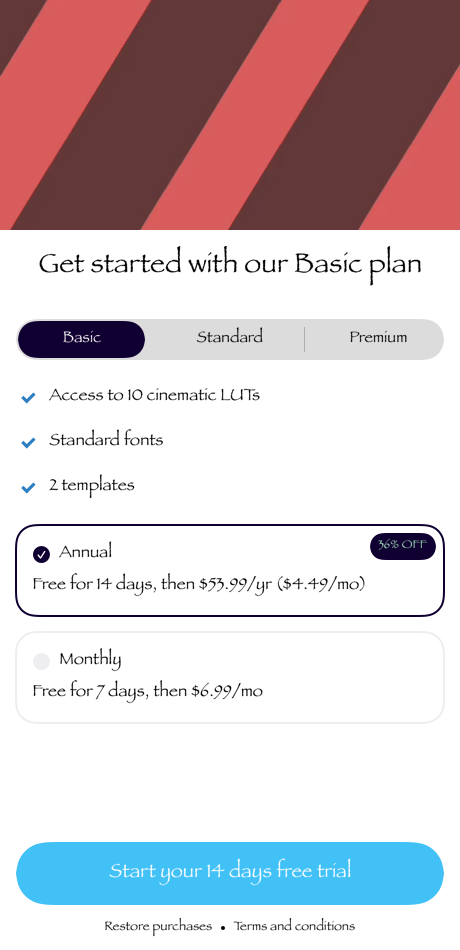 Get started with our Basic plan
Basic Standard Premium
Access to 10 cinematic LUTs
Standard fonts
2 templates
Annual 36% OFF
Free for 14 days, then $53.99/yr ($4.49/mo)
Monthly
Free for 7 days, then $6.99/mo
Start your 14 days free trial
Restore purchases • Terms and conditions